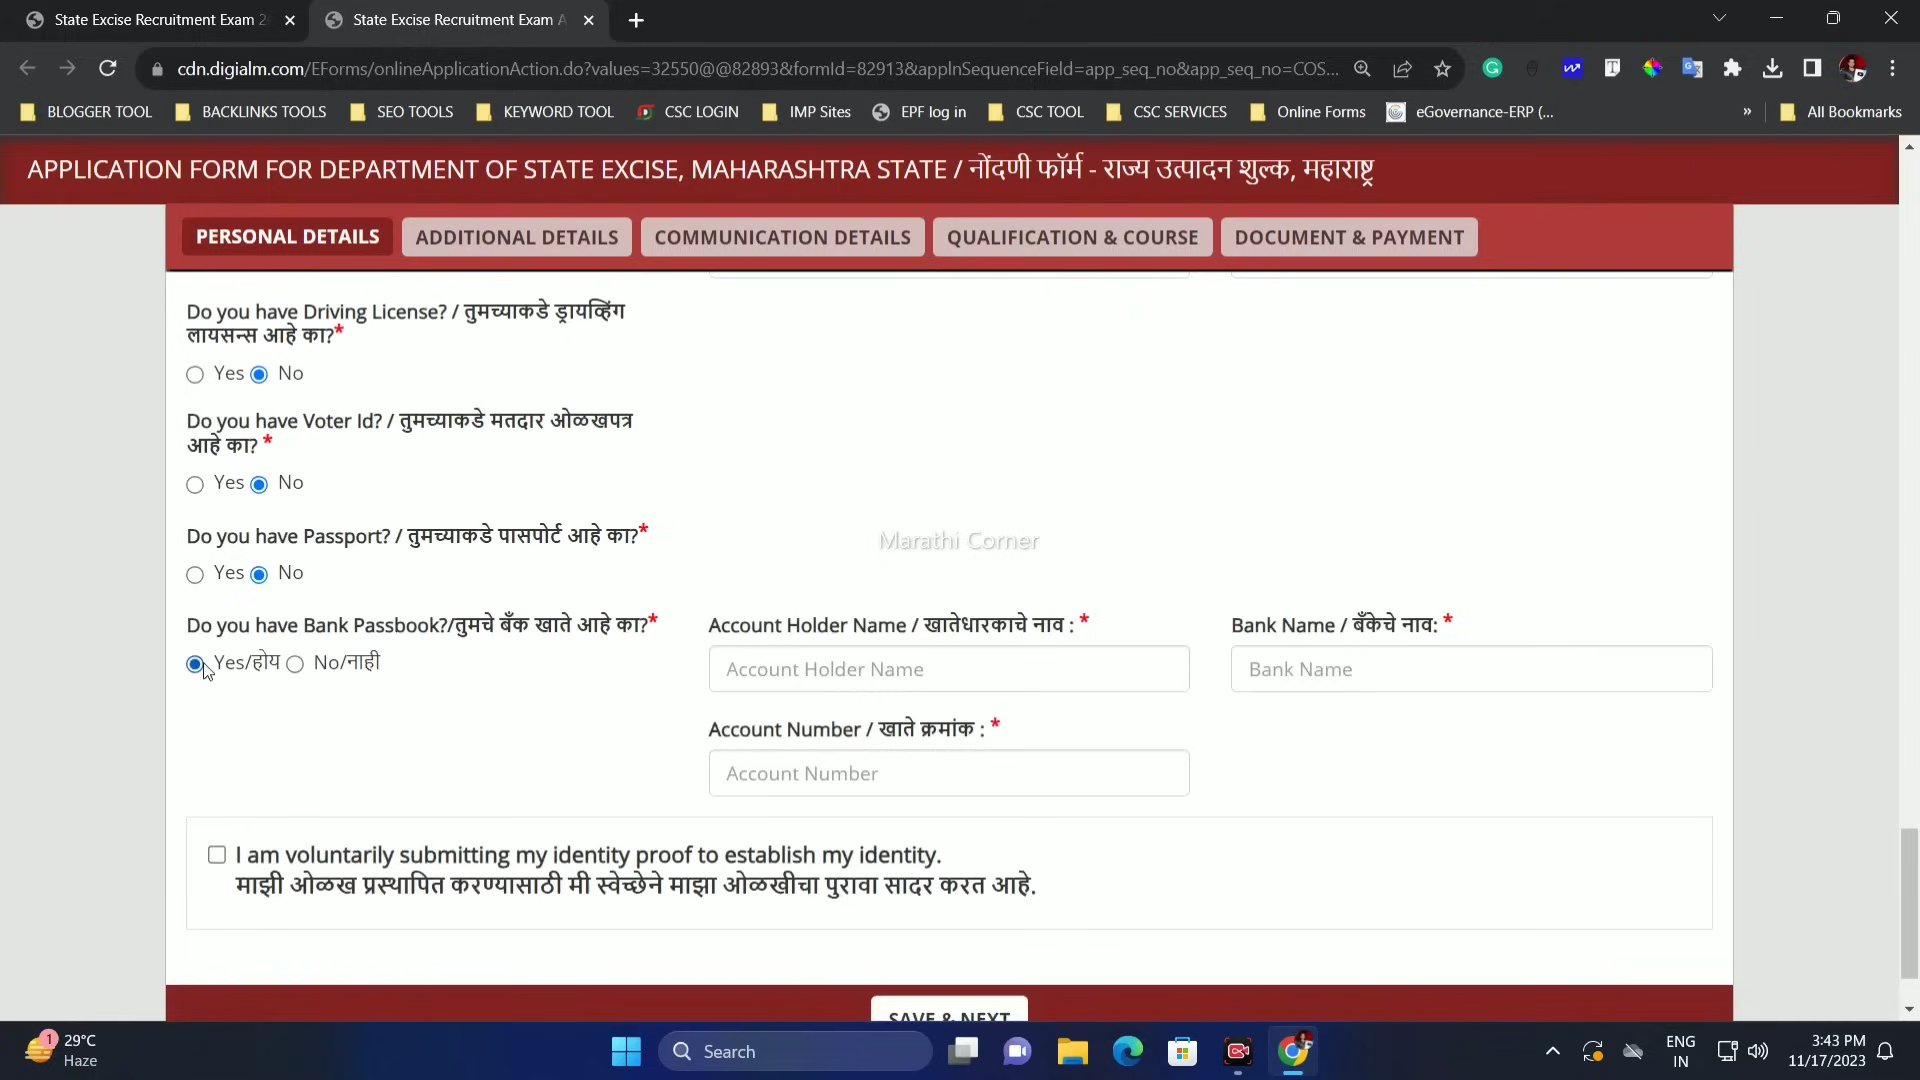 State Excise Recruitment Exam 2
State Excise Recruitment Exam A
cdn.digialm.com/EForms/onlineApplicationAction.do?values=32550@@82893&formId=82913&applnSequenceField=app_seq_no&app_seq_no=COS...
BLOGGER TOOL
BACKLINKS TOOLS
SEO TOOLS
KEYWORD TOOL
CSC LOGIN
IMP Sites
EPF log in
CSC TOOL
CSC SERVICES
Online Forms
eGovernance-ERP (...
»
All Bookmarks
APPLICATION FORM FOR DEPARTMENT OF STATE EXCISE, MAHARASHTRA STATE / नोंदणी फॉर्म - राज्य उत्पादन शुल्क, महाराष्ट्र
PERSONAL DETAILS
ADDITIONAL DETAILS
COMMUNICATION DETAILS
QUALIFICATION & COURSE
DOCUMENT & PAYMENT
Do you have Driving License? / तुमच्याकडे ड्रायव्हिंग
लायसन्स आहे का?*
Yes No
Do you have Voter Id? / तुमच्याकडे मतदार ओळखपत्र
आहे का? *
Yes No
Do you have Passport? / तुमच्याकडे पासपोर्ट आहे का?*
Marathi Corner
Yes No
Do you have Bank Passbook?/तुमचे बँक खाते आहे का?*
Account Holder Name / खातेधारकाचे नाव : *
Bank Name / बँकेचे नाव: *
Yes/होय No/नाही
Account Holder Name
Bank Name
Account Number / खाते क्रमांक : *
Account Number
I am voluntarily submitting my identity proof to establish my identity.
माझी ओळख प्रस्थापित करण्यासाठी मी स्वेच्छेने माझा ओळखीचा पुरावा सादर करत आहे.
SAVE & NEXT
1
29°C
Haze
Search
ENG
IN
3:43 PM
11/17/2023